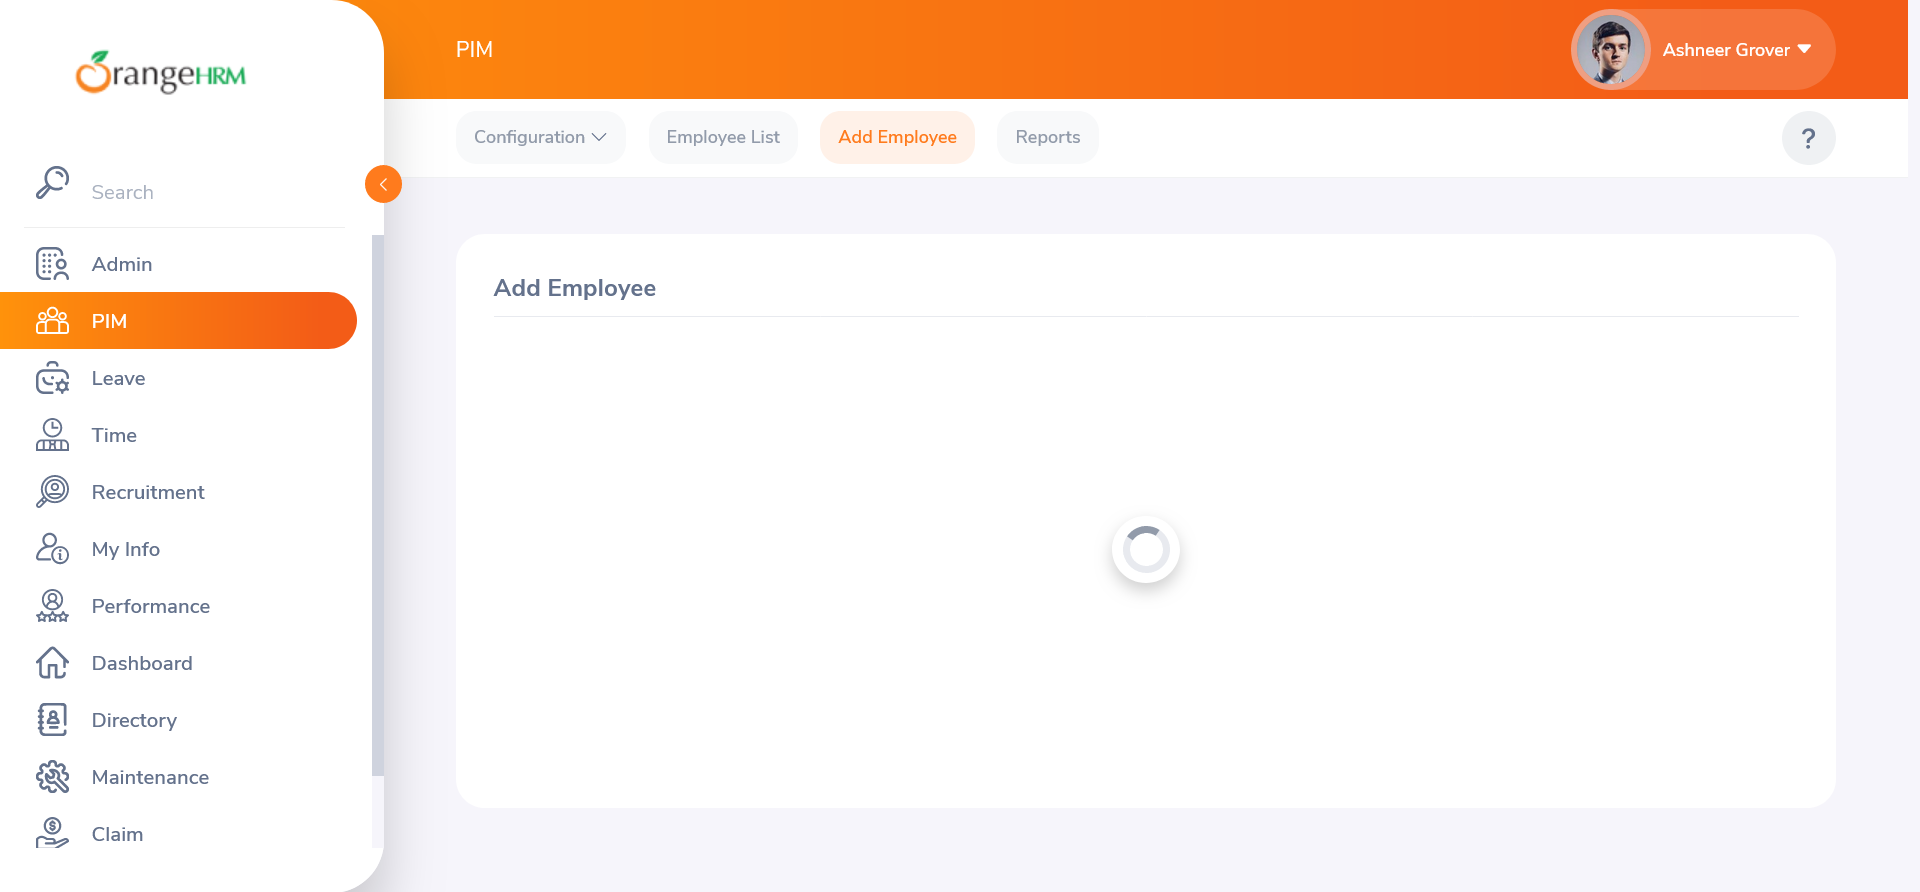 OrangeHRM
PIM
Ashneer Grover
Configuration
Employee List
Add Employee
Reports
?
Search
Admin
PIM
Leave
Time
Recruitment
My Info
Performance
Dashboard
Directory
Maintenance
Claim
Add Employee